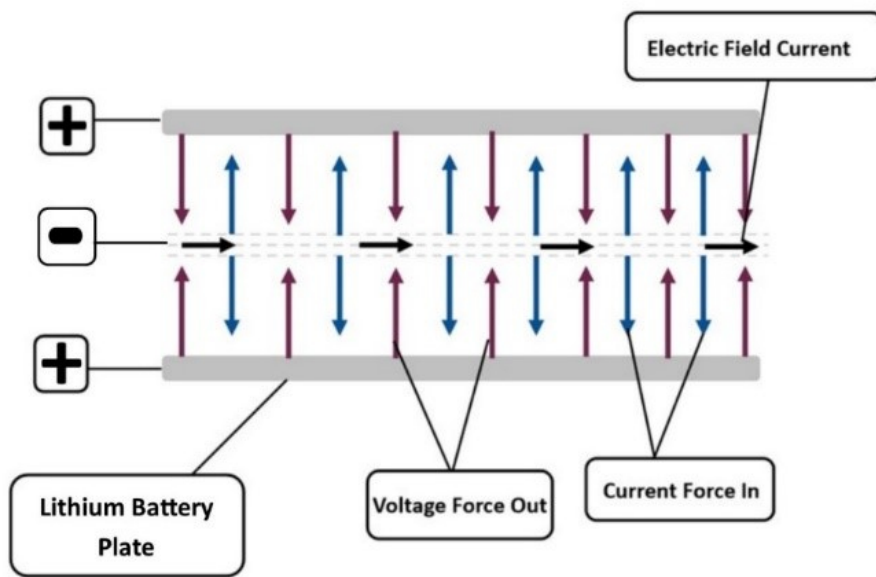 Electric Field Current
+
-
+
Lithium Battery
Plate
Voltage Force Out
Current Force In